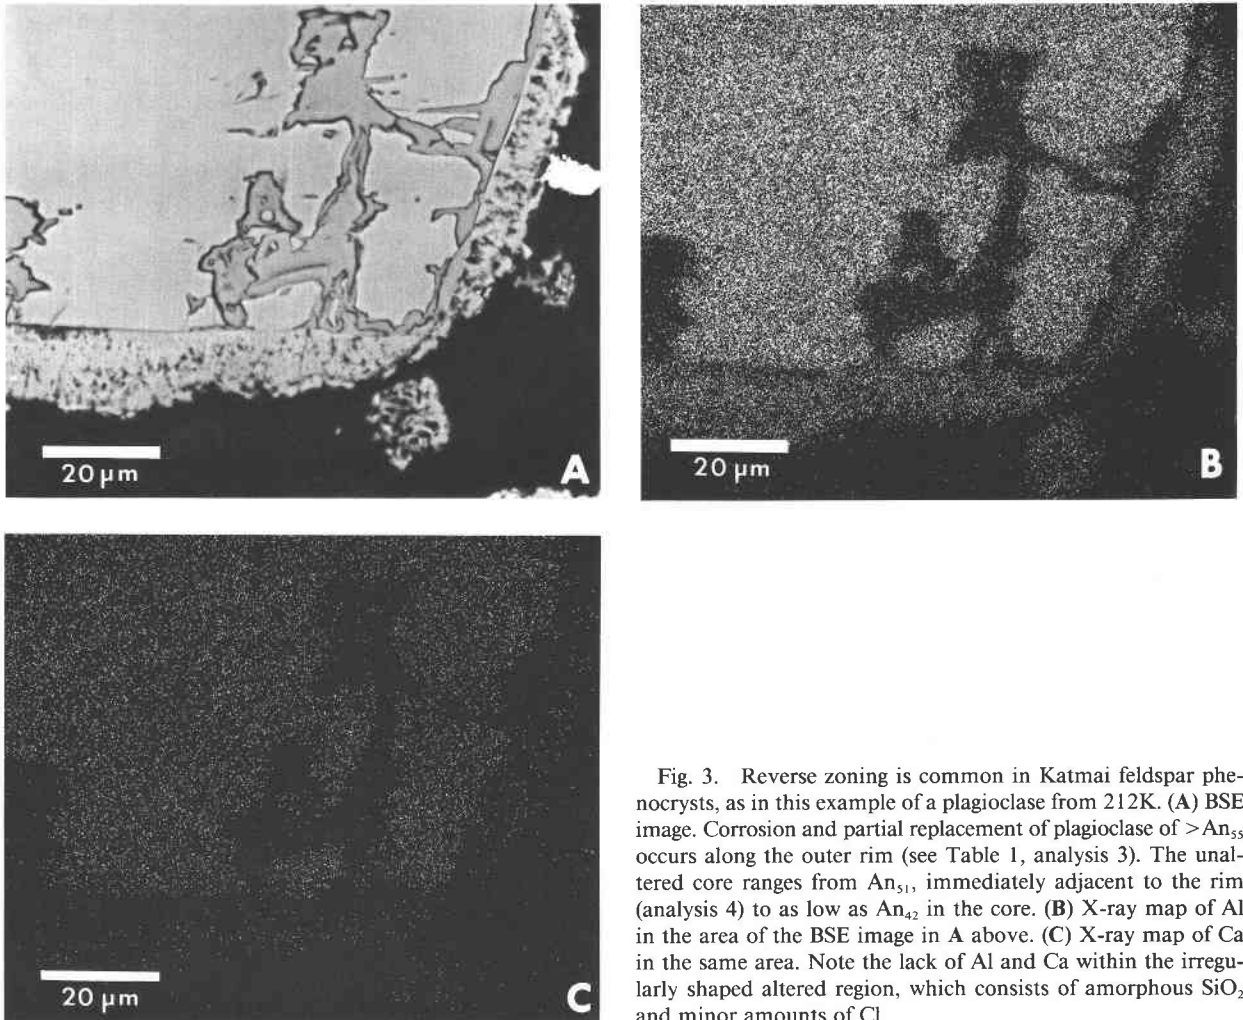 20 µm
A
20 µm
B
20 µm
C
Fig. 3. Reverse zoning is common in Katmai feldspar phe-
nocrysts, as in this example of a plagioclase from 212K. (A) BSE
image. Corrosion and partial replacement of plagioclase of >An₅₅
occurs along the outer rim (see Table 1, analysis 3). The unal-
tered core ranges from An₅₁, immediately adjacent to the rim
(analysis 4) to as low as An₄₂ in the core. (B) X-ray map of Al
in the area of the BSE image in A above. (C) X-ray map of Ca
in the same area. Note the lack of Al and Ca within the irregu-
larly shaped altered region, which consists of amorphous SiO₂
and minor amounts of Cl